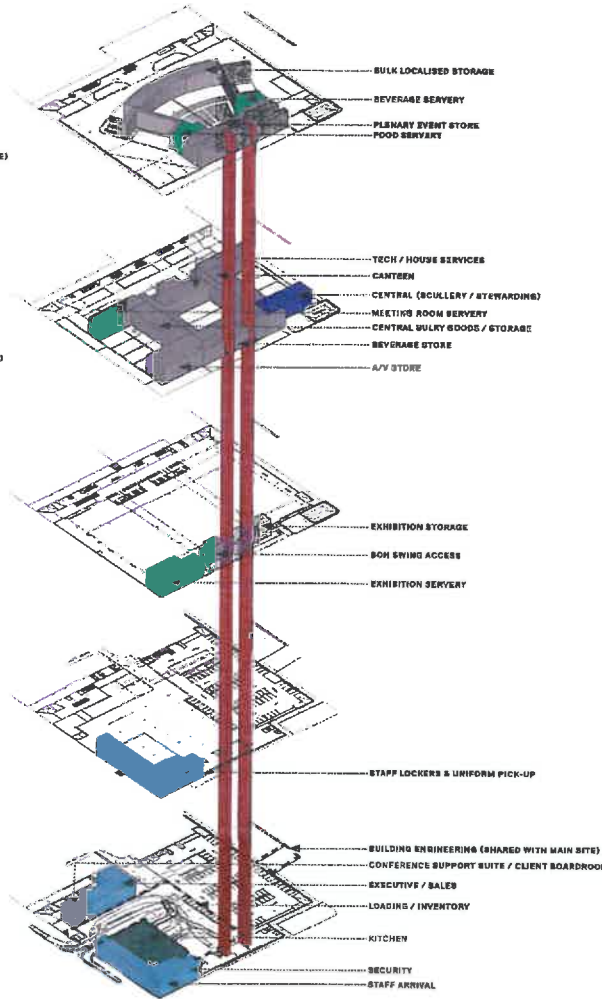 BULK LOCALISED STORAGE
BEVERAGE SERVERY
PLENARY EVENT STORE
FOOD SERVERY
E)
TECH / HOUSE SERVICES
CANTEEN
CENTRAL (SCULLERY / STEWARDING)
MEETING ROOM SERVERY
CENTRAL BULKY GOODS / STORAGE
BEVERAGE STORE
)
A/V STORE
EXHIBITION STORAGE
BOH SWING ACCESS
EXHIBITION SERVERY
STAFF LOCKERS & UNIFORM PICK-UP
BUILDING ENGINEERING (SHARED WITH MAIN SITE)
CONFERENCE SUPPORT SUITE / CLIENT BOARDROO
EXECUTIVE / SALES
LOADING / INVENTORY
KITCHEN
SECURITY
STAFF ARRIVAL